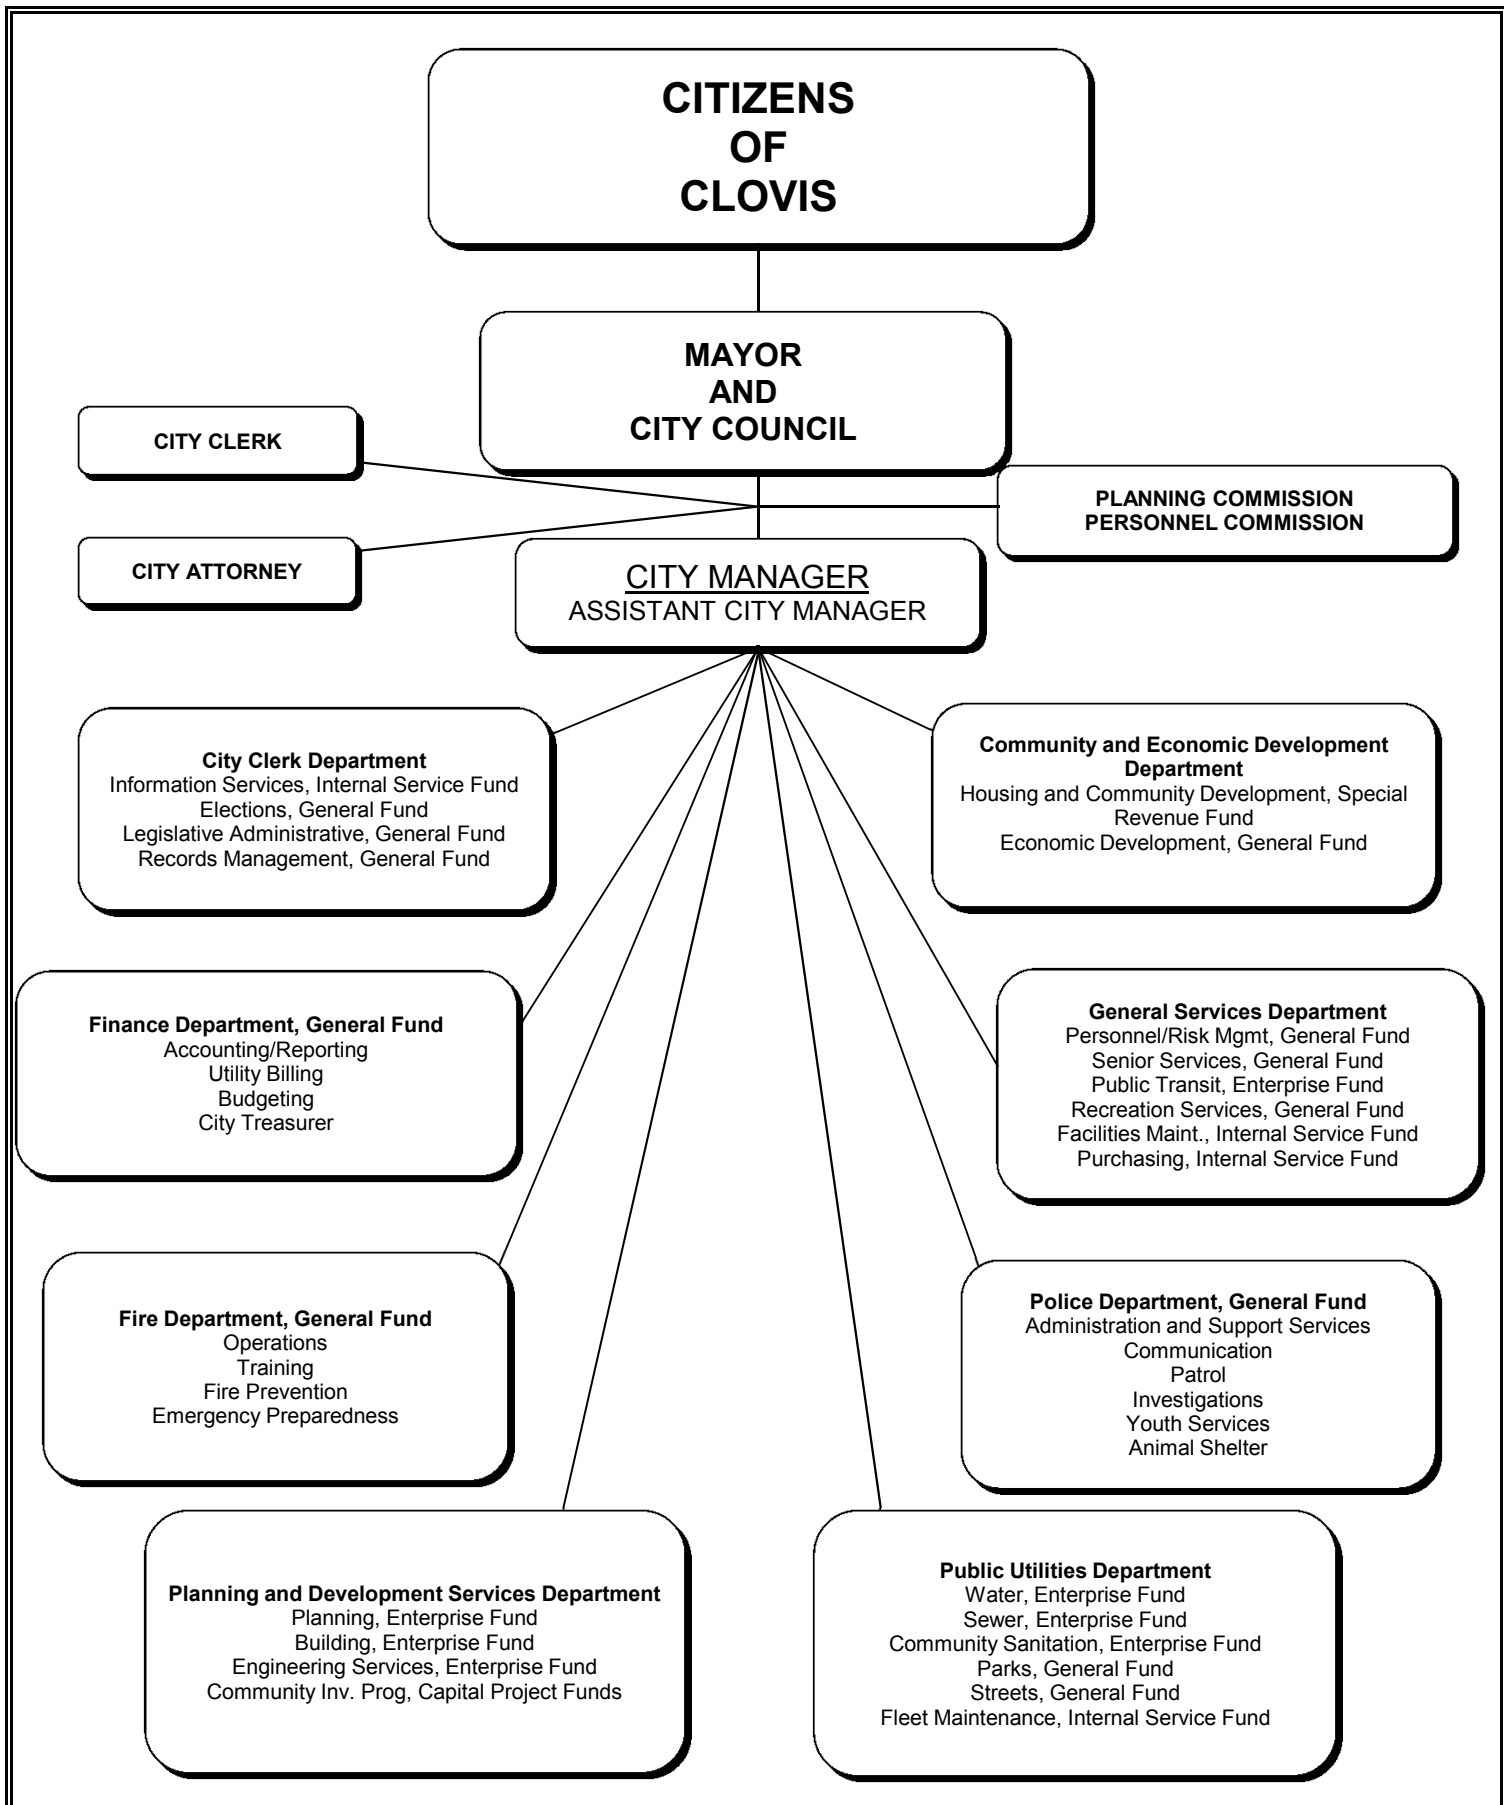 CITIZENS
OF
CLOVIS
MAYOR
AND
CITY COUNCIL
CITY CLERK
PLANNING COMMISSION
PERSONNEL COMMISSION
CITY ATTORNEY
CITY MANAGER
ASSISTANT CITY MANAGER
City Clerk Department
Information Services, Internal Service Fund
Elections, General Fund
Legislative Administrative, General Fund
Records Management, General Fund
Community and Economic Development
Department
Housing and Community Development, Special
Revenue Fund
Economic Development, General Fund
Finance Department, General Fund
Accounting/Reporting
Utility Billing
Budgeting
City Treasurer
General Services Department
Personnel/Risk Mgmt, General Fund
Senior Services, General Fund
Public Transit, Enterprise Fund
Recreation Services, General Fund
Facilities Maint., Internal Service Fund
Purchasing, Internal Service Fund
Fire Department, General Fund
Operations
Training
Fire Prevention
Emergency Preparedness
Police Department, General Fund
Administration and Support Services
Communication
Patrol
Investigations
Youth Services
Animal Shelter
Planning and Development Services Department
Planning, Enterprise Fund
Building, Enterprise Fund
Engineering Services, Enterprise Fund
Community Inv. Prog, Capital Project Funds
Public Utilities Department
Water, Enterprise Fund
Sewer, Enterprise Fund
Community Sanitation, Enterprise Fund
Parks, General Fund
Streets, General Fund
Fleet Maintenance, Internal Service Fund